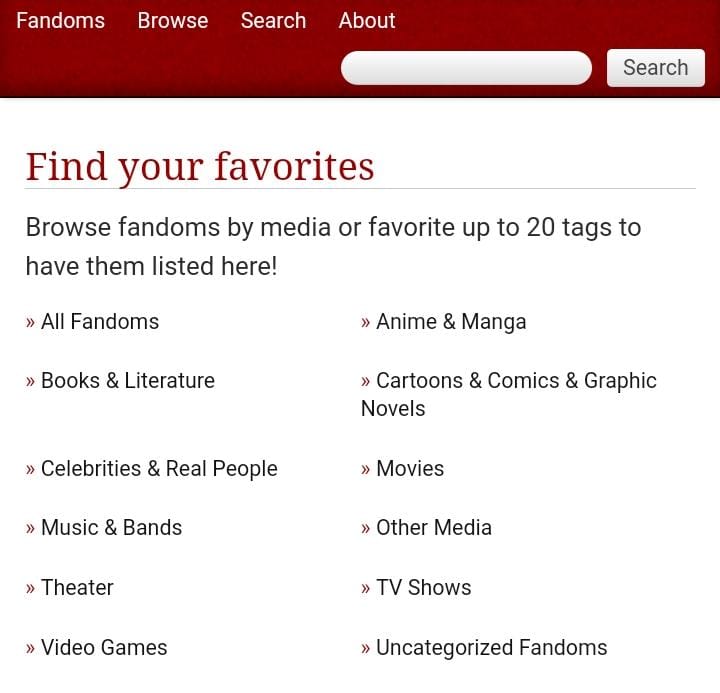 Fandoms Browse Search About
Search
Find your favorites
Browse fandoms by media or favorite up to 20 tags to
have them listed here!
» All Fandoms
» Anime & Manga
» Books & Literature
» Cartoons & Comics & Graphic
Novels
» Celebrities & Real People
» Movies
» Music & Bands
» Other Media
» Theater
» TV Shows
» Video Games
» Uncategorized Fandoms